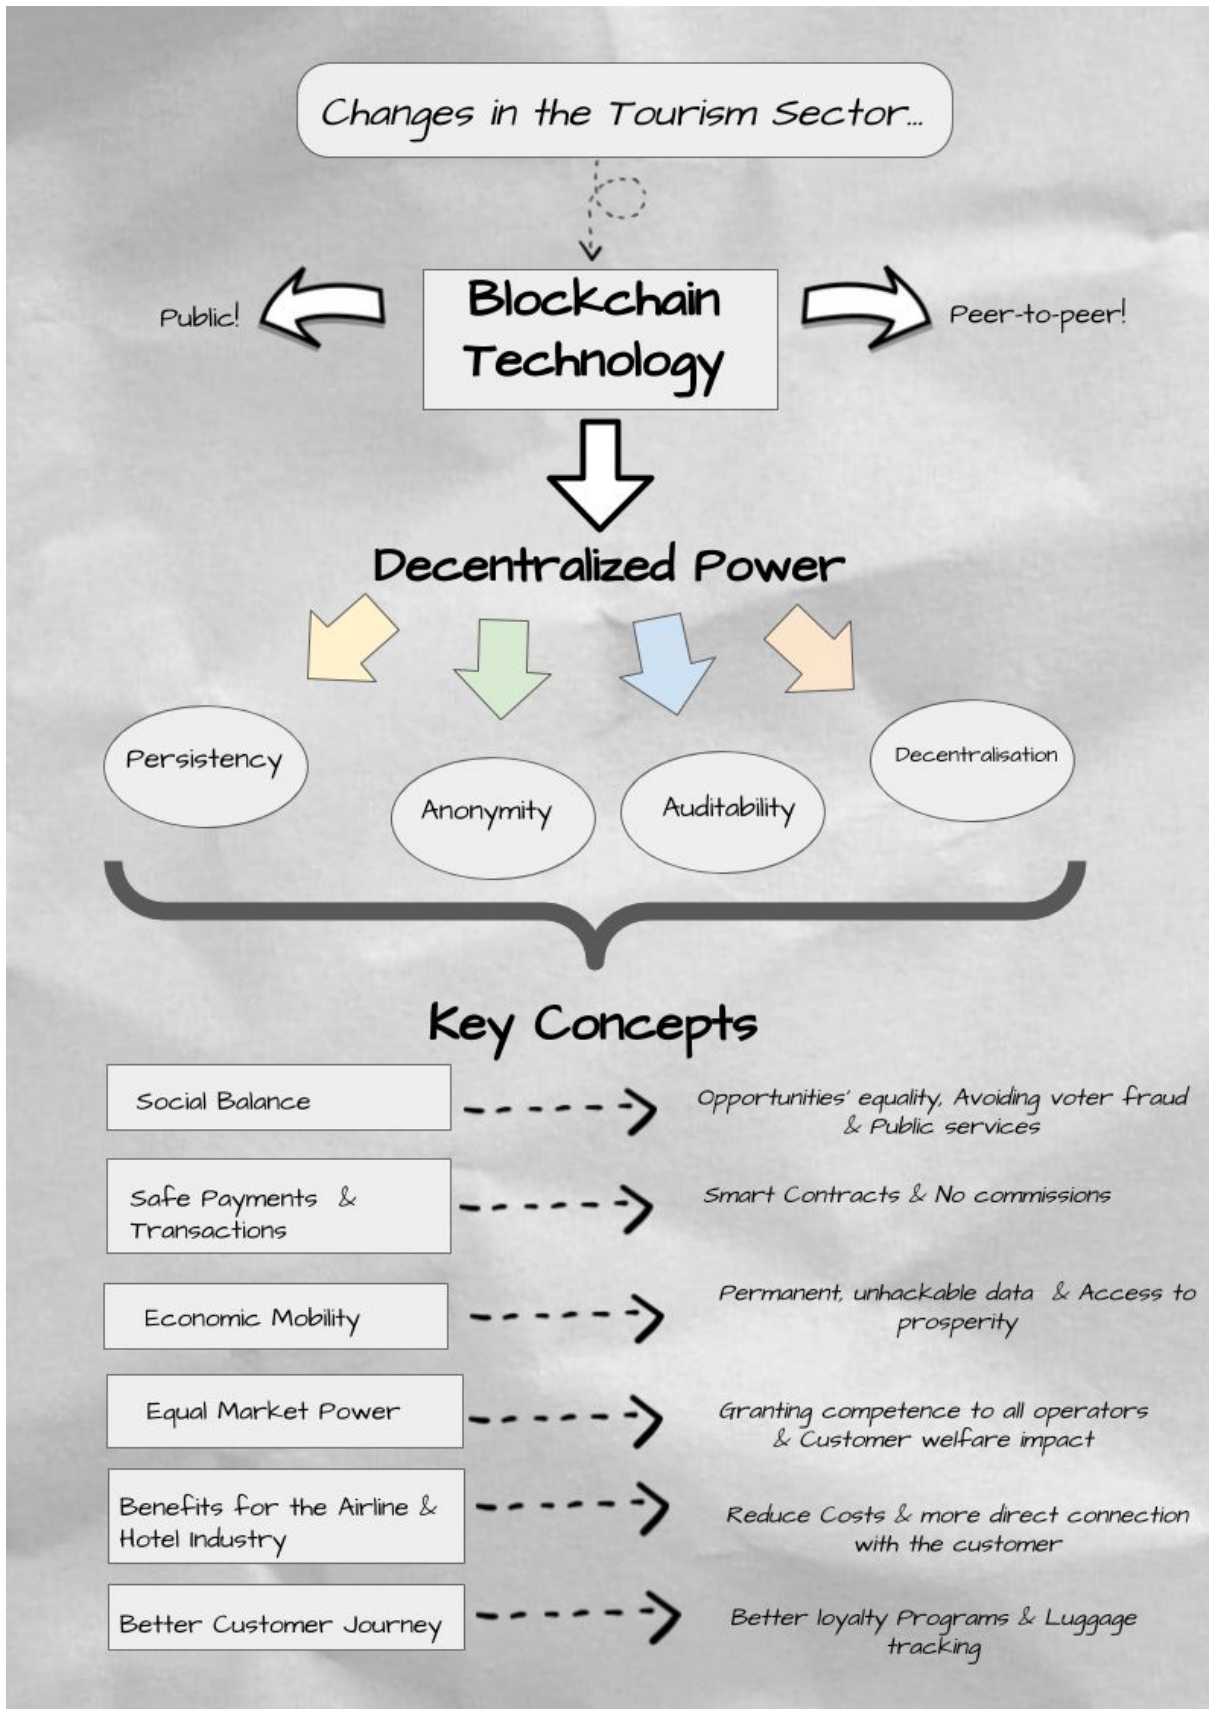 Changes in the Tourism Sector...
Public!
Blockchain
Technology
Peer-to-peer!
Decentralized Power
Persistency
Anonymity
Auditability
Decentralisation
Key Concepts
Social Balance
Opportunities' equality, Avoiding voter fraud
& Public services
Safe Payments &
Transactions
Smart Contracts & No commissions
Economic Mobility
Permanent, unhackable data & Access to
prosperity
Equal Market Power
Granting competence to all operators
& Customer welfare impact
Benefits for the Airline &
Hotel Industry
Reduce Costs & more direct connection
with the customer
Better Customer Journey
Better loyalty Programs & Luggage
tracking